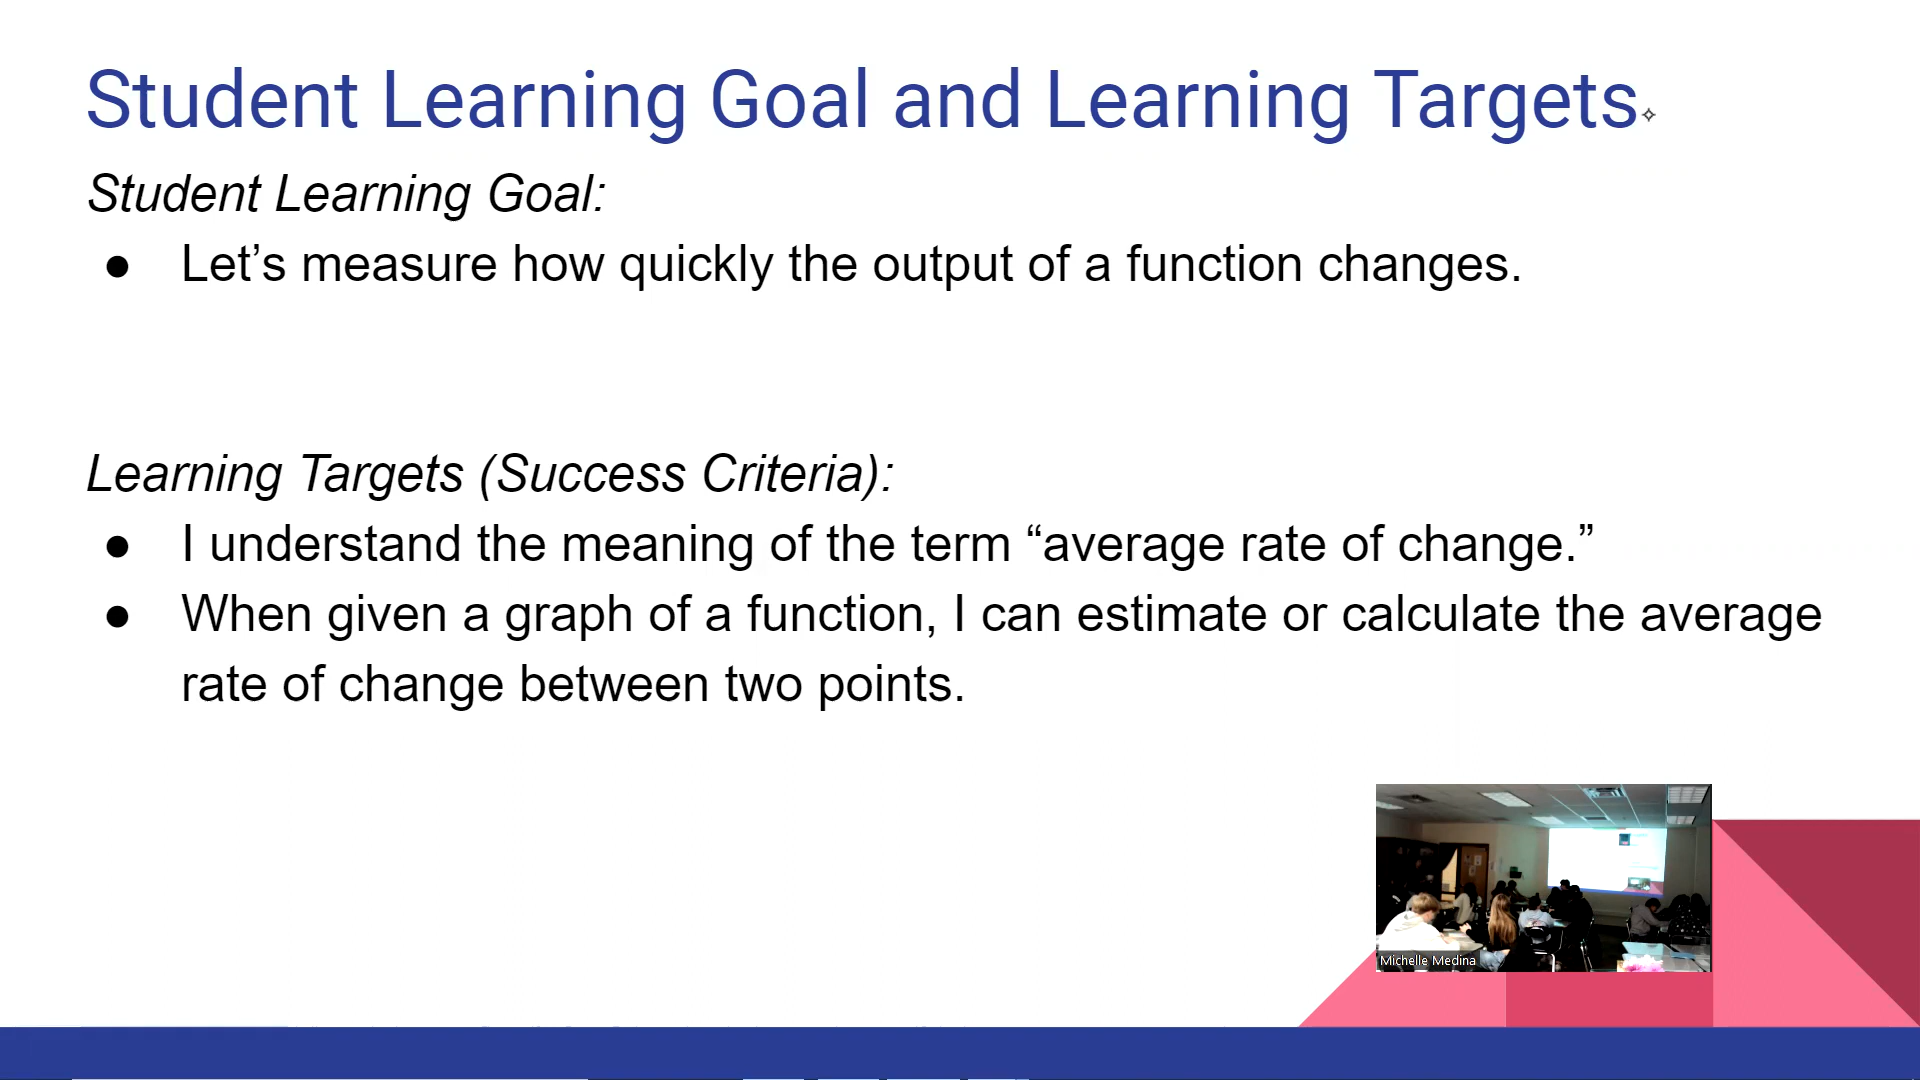 Student Learning Goal and Learning Targets
Student Learning Goal:
● Let’s measure how quickly the output of a function changes.
Learning Targets (Success Criteria):
● I understand the meaning of the term “average rate of change.”
● When given a graph of a function, I can estimate or calculate the average
rate of change between two points.
Michelle Medina